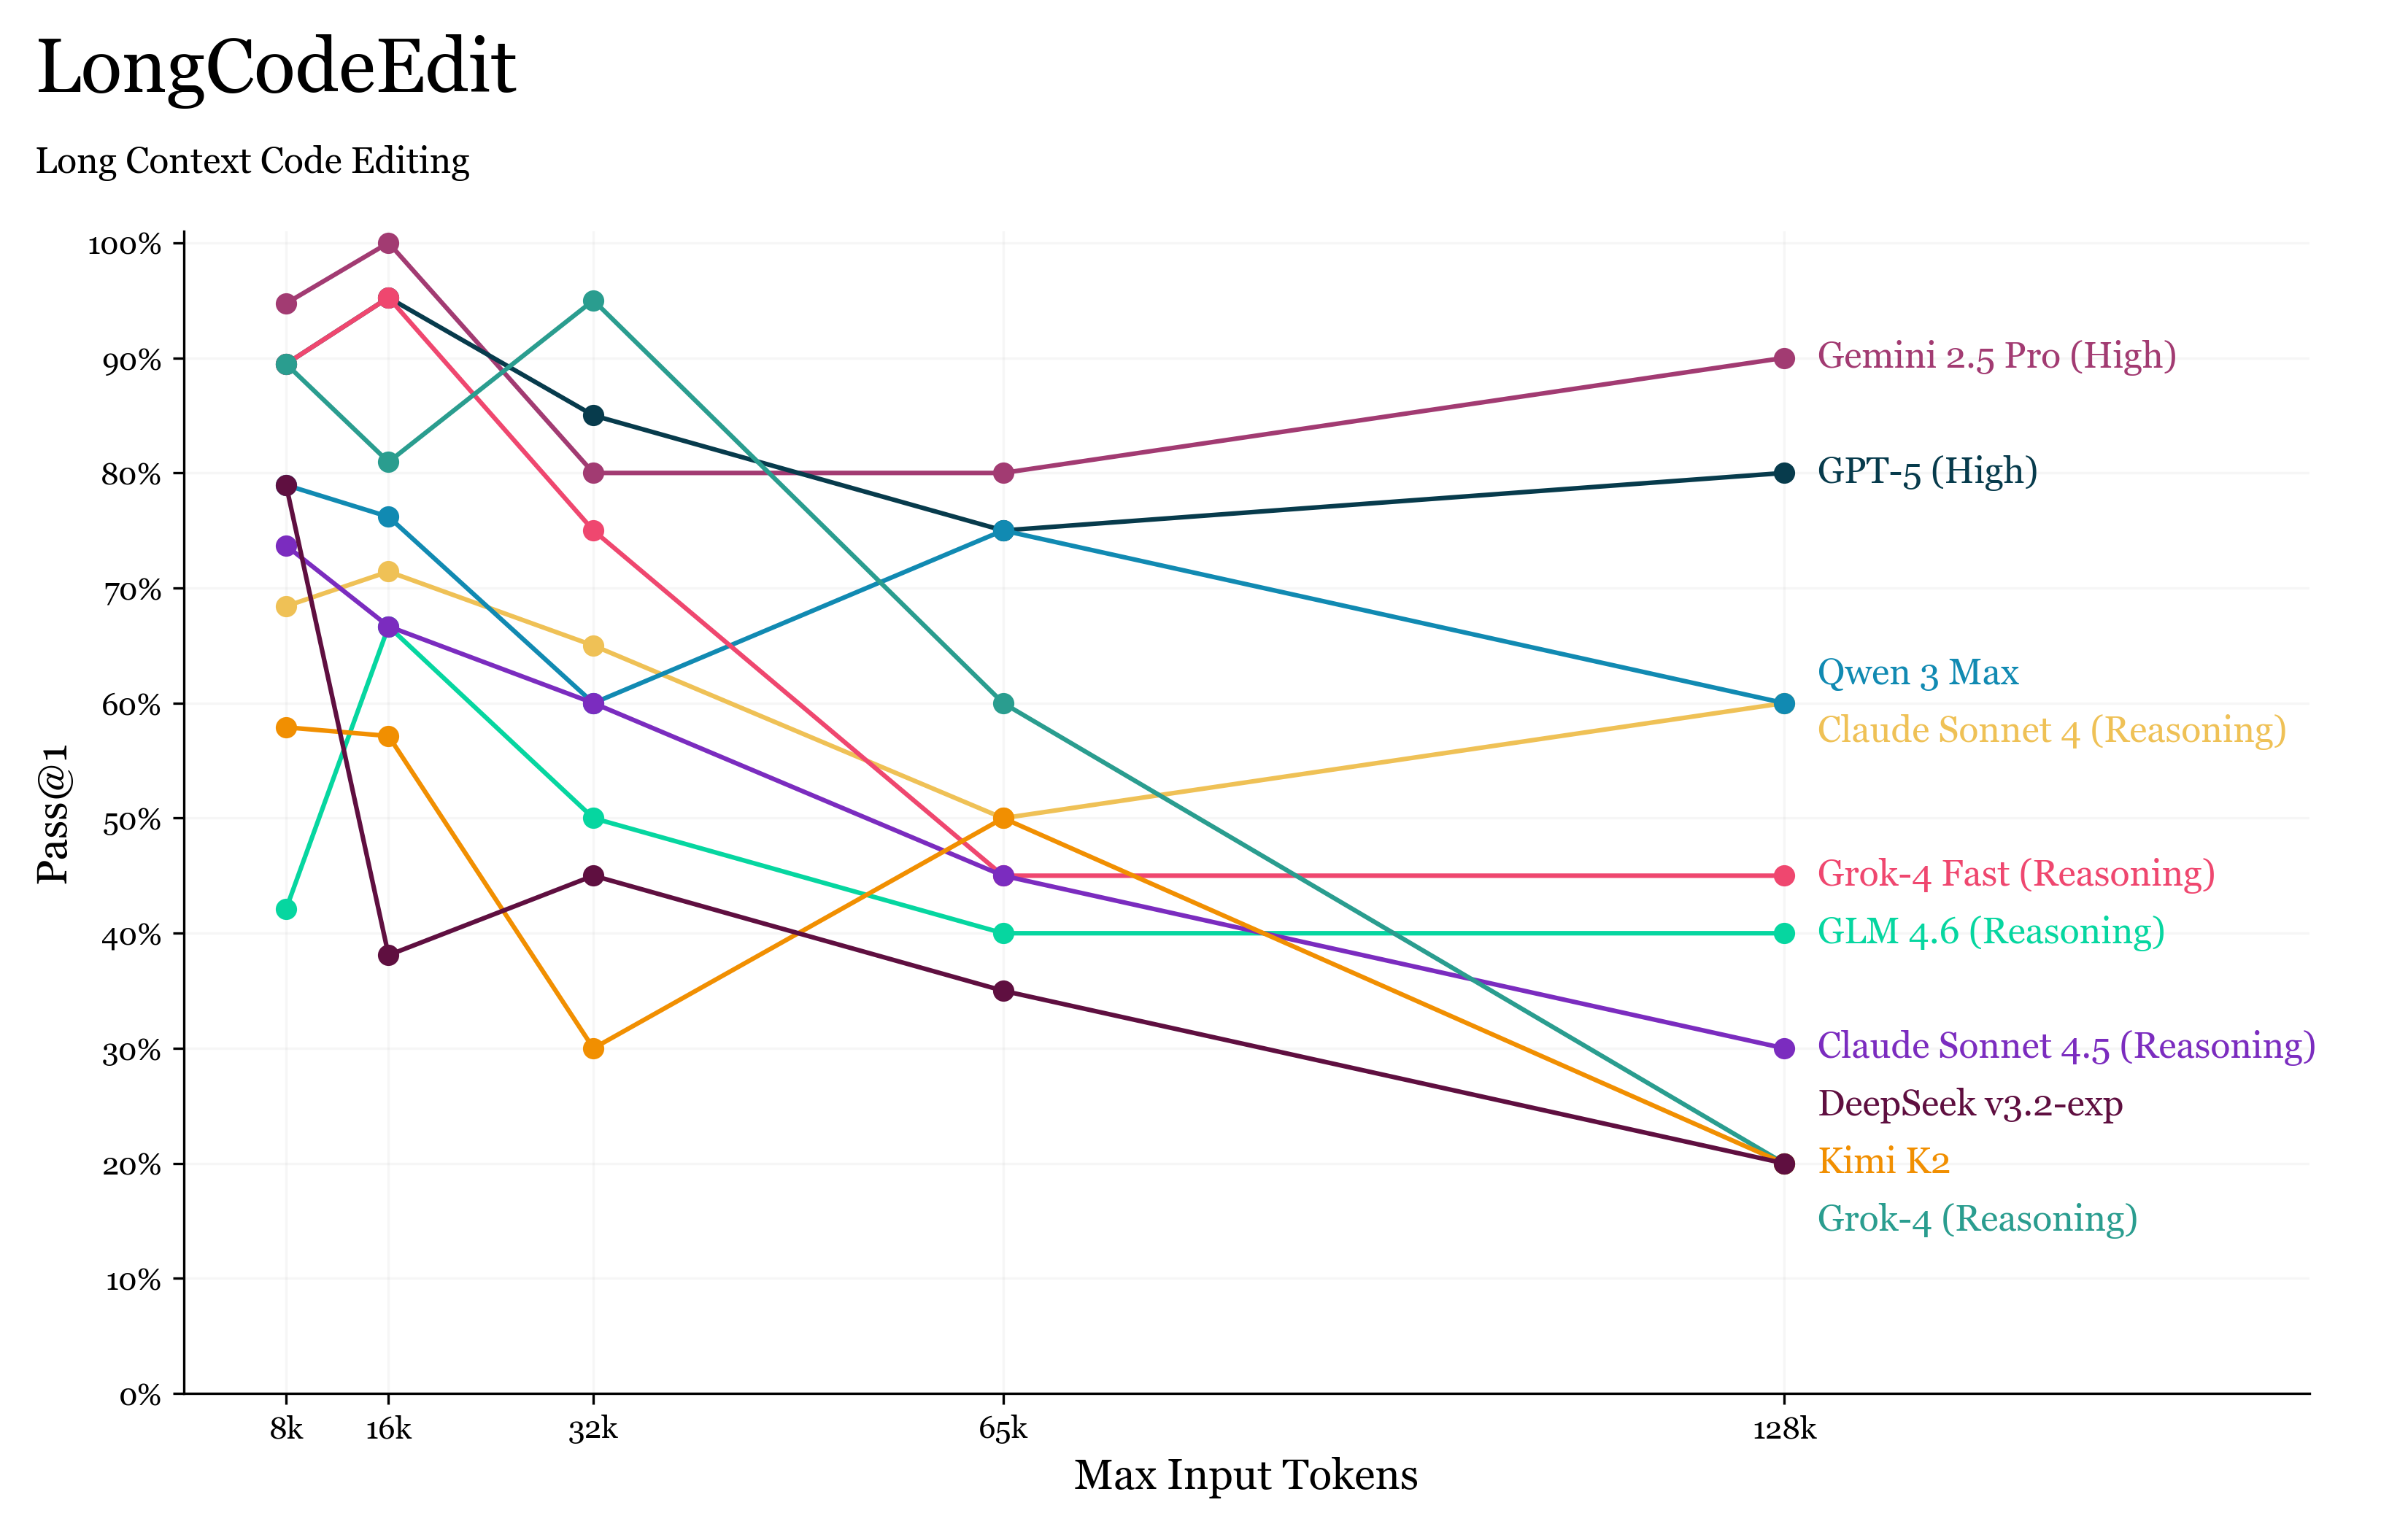 LongCodeEdit
Long Context Code Editing
100%
90%
80%
70%
60%
50%
40%
30%
20%
10%
0%
Pass@1
Gemini 2.5 Pro (High)
GPT-5 (High)
Qwen 3 Max
Claude Sonnet 4 (Reasoning)
Grok-4 Fast (Reasoning)
GLM 4.6 (Reasoning)
Claude Sonnet 4.5 (Reasoning)
DeepSeek v3.2-exp
Kimi K2
Grok-4 (Reasoning)
8k 16k 32k 65k 128k
Max Input Tokens